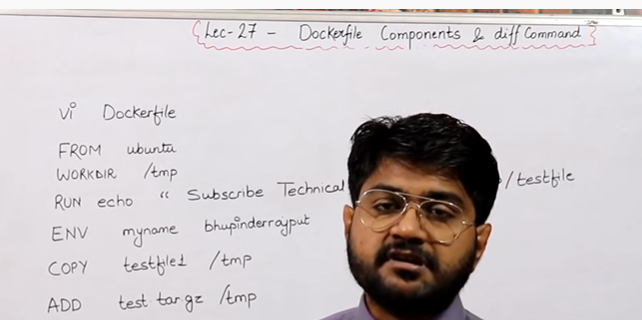 Lec-27 - Dockerfile Components & diff Command
vi Dockerfile
FROM ubuntu
WORKDIR /tmp
RUN echo “ Subscribe Technical /testfile
ENV myname bhupinderrajput
COPY testfile1 /tmp
ADD test.tar.gz /tmp